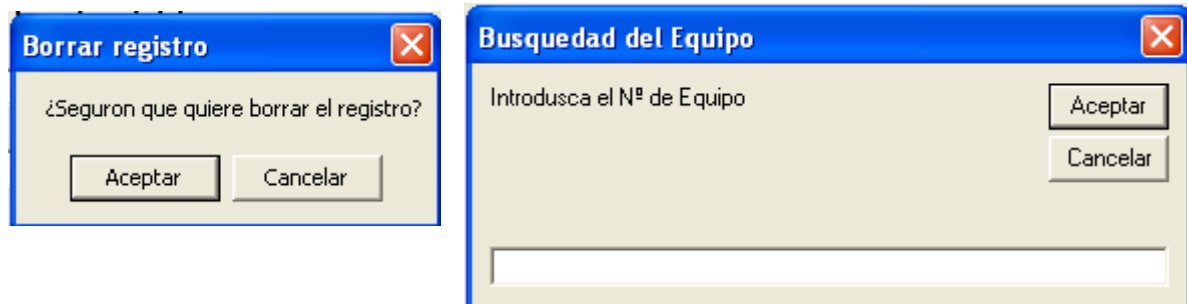 Borrar registro
¿Seguron que quiere borrar el registro?
Aceptar
Cancelar
Busquedad del Equipo
Introdusca el Nº de Equipo
Aceptar
Cancelar